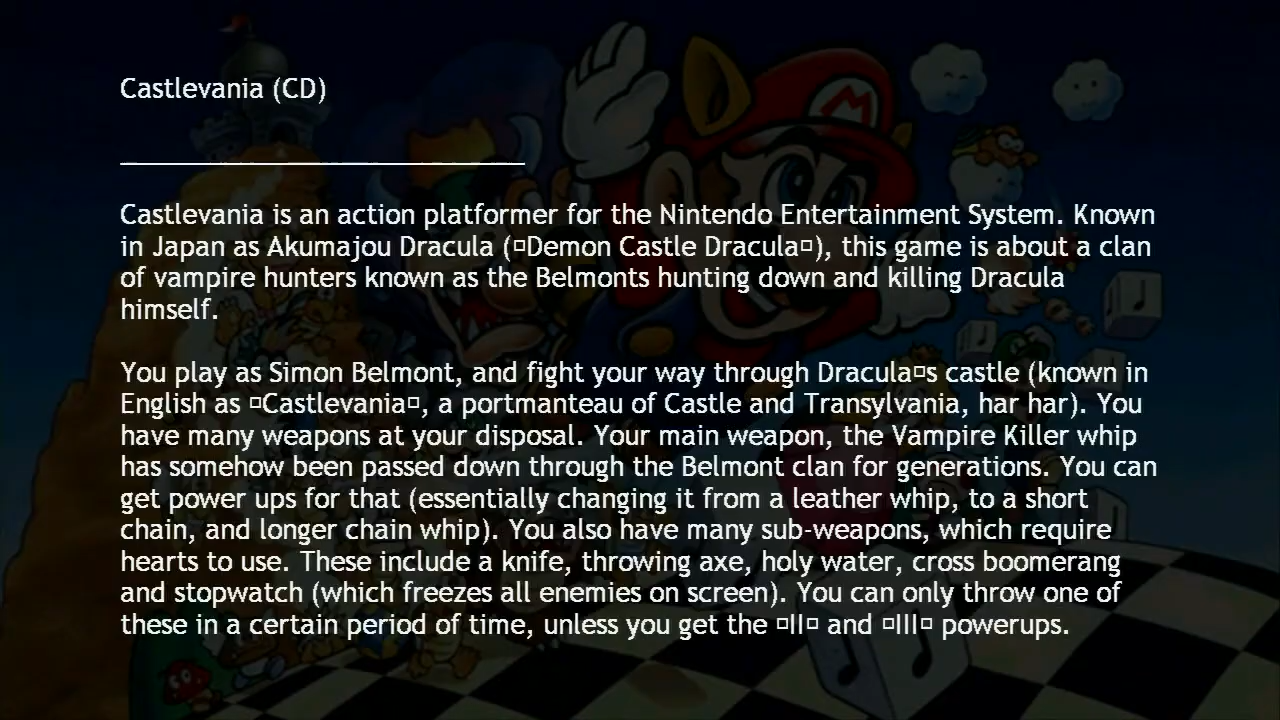 Castlevania (CD)
Castlevania is an action platformer for the Nintendo Entertainment System. Known
in Japan as Akumajou Dracula (▯Demon Castle Dracula▯), this game is about a clan
of vampire hunters known as the Belmonts hunting down and killing Dracula
himself.
You play as Simon Belmont, and fight your way through Dracula▯s castle (known in
English as ▯Castlevania▯, a portmanteau of Castle and Transylvania, har har). You
have many weapons at your disposal. Your main weapon, the Vampire Killer whip
has somehow been passed down through the Belmont clan for generations. You can
get power ups for that (essentially changing it from a leather whip, to a short
chain, and longer chain whip). You also have many sub-weapons, which require
hearts to use. These include a knife, throwing axe, holy water, cross boomerang
and stopwatch (which freezes all enemies on screen). You can only throw one of
these in a certain period of time, unless you get the ▯II▯ and ▯III▯ powerups.